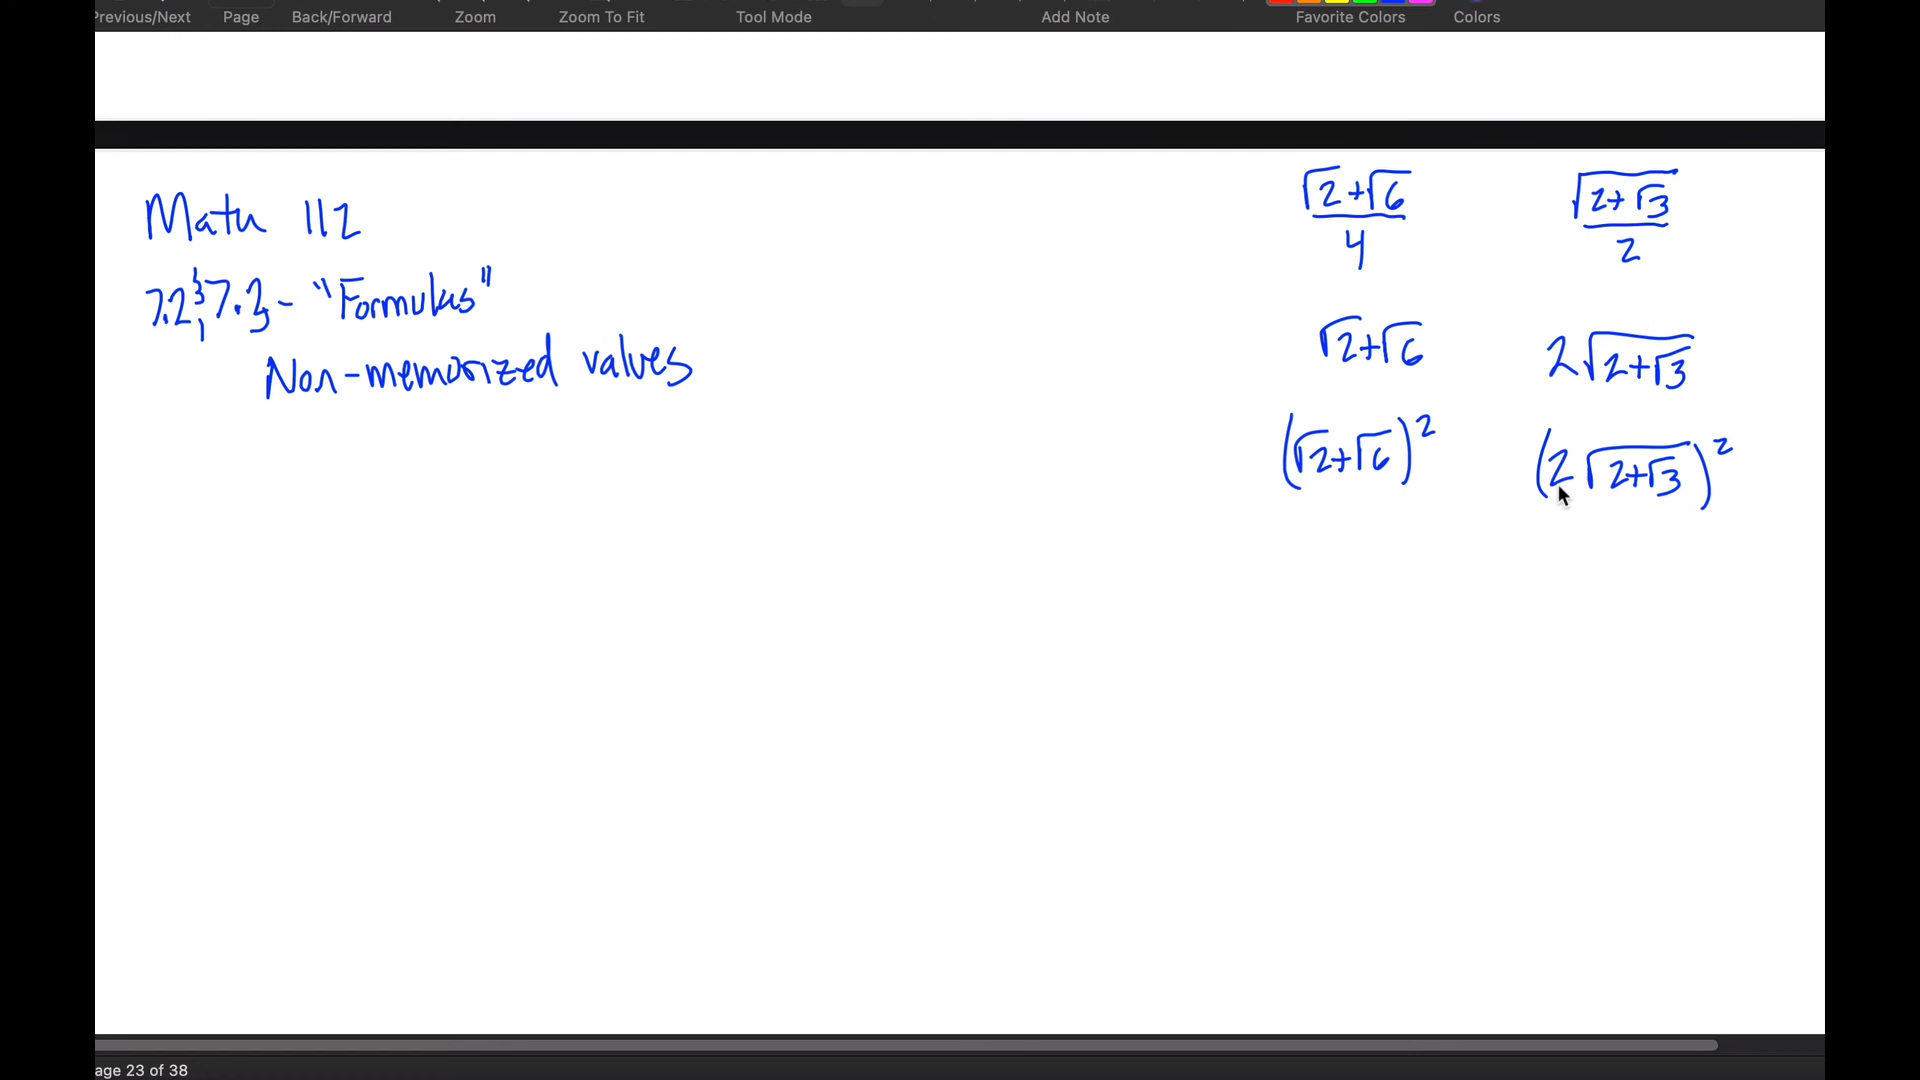 Previous/Next Page Back/Forward Zoom Zoom To Fit Tool Mode Add Note Favorite Colors Colors
Math 112
7.2 & 7.3 - "Formulas"
Non-memorized values
(√2+√6)/4 √(2+√3)/2
√2+√6 2√(2+√3)
(√2+√6)² (2√(2+√3))²
age 23 of 38